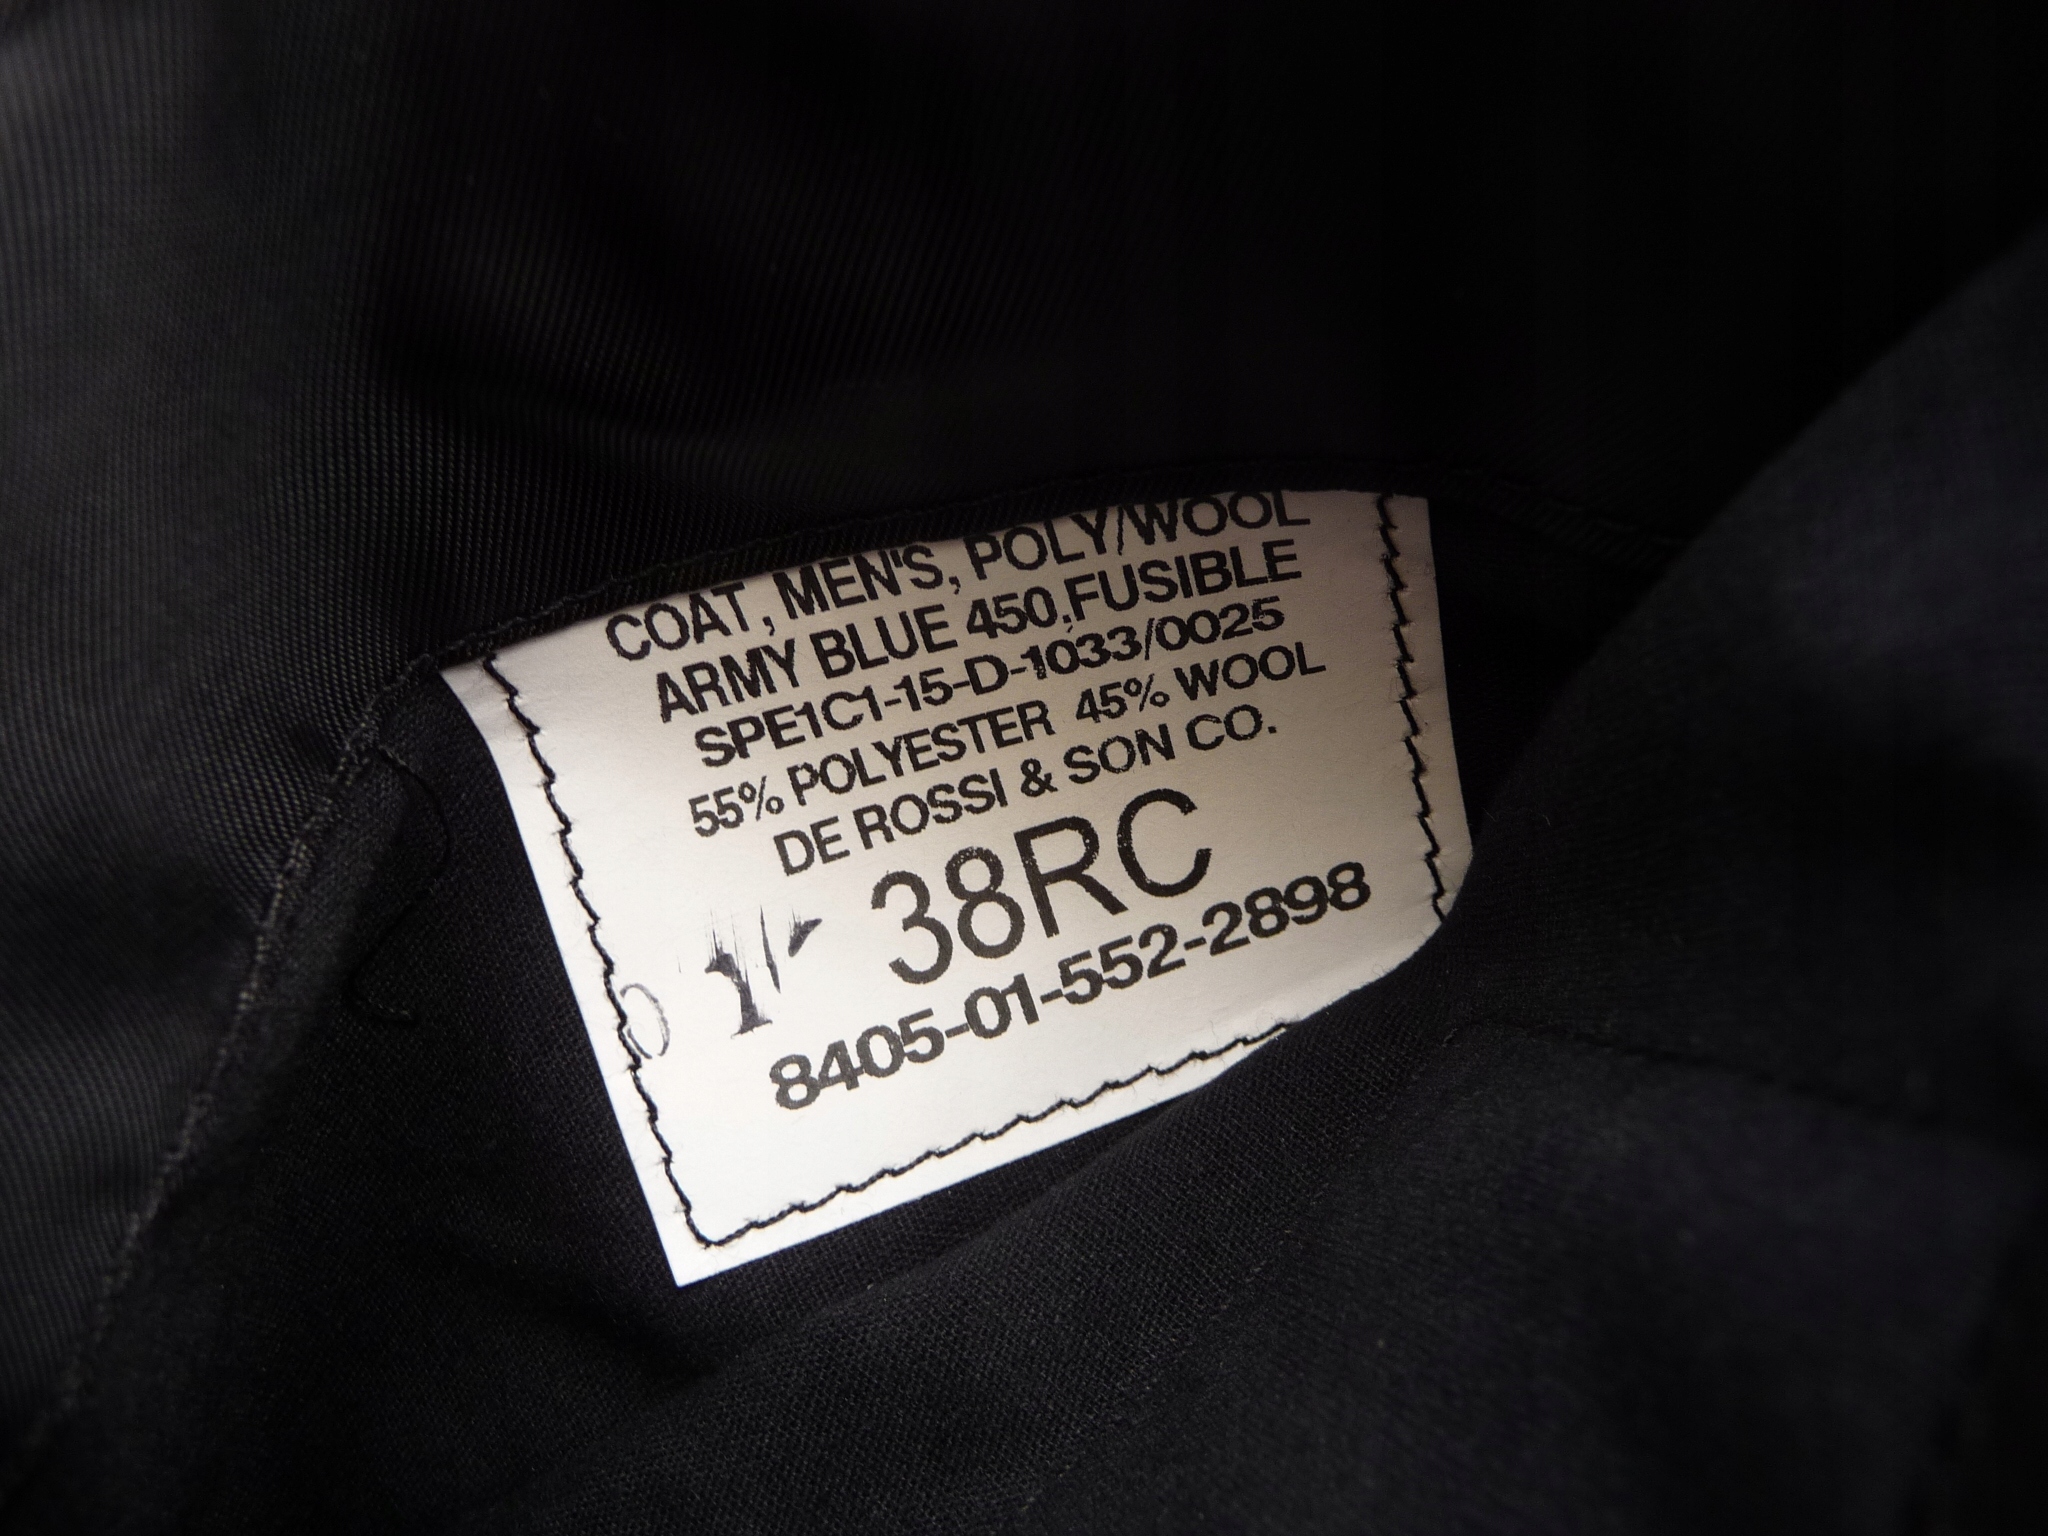 COAT, MEN'S, POLY/WOOL
ARMY BLUE 450,FUSIBLE
SPE1C1-15-D-1033/0025
55% POLYESTER 45% WOOL
DE ROSSI & SON CO.
38RC
8405-01-552-2898